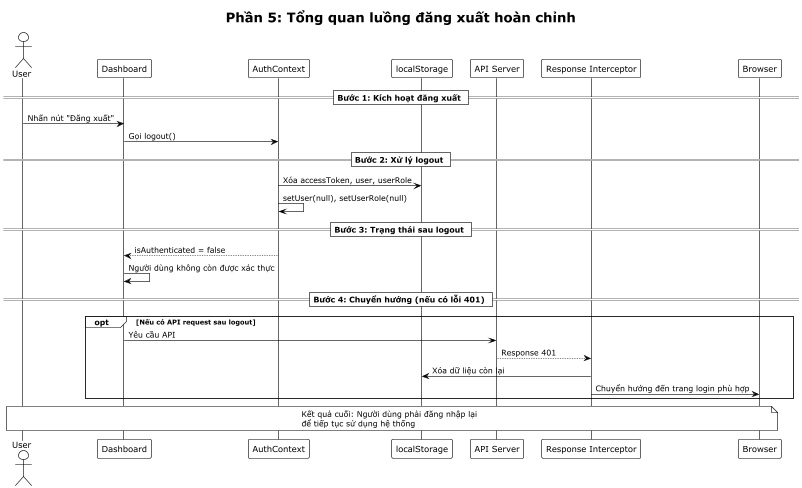 Phần 5: Tổng quan luồng đăng xuất hoàn chỉnh
User
Dashboard
AuthContext
localStorage
API Server
Response Interceptor
Browser
Bước 1: Kích hoạt đăng xuất
Nhấn nút "Đăng xuất"
Gọi logout()
Bước 2: Xử lý logout
Xóa accessToken, user, userRole
setUser(null), setUserRole(null)
Bước 3: Trạng thái sau logout
isAuthenticated = false
Người dùng không còn được xác thực
Bước 4: Chuyển hướng (nếu có lỗi 401)
opt [Nếu có API request sau logout]
Yêu cầu API
Response 401
Xóa dữ liệu còn lại
Chuyển hướng đến trang login phù hợp
Kết quả cuối: Người dùng phải đăng nhập lại
để tiếp tục sử dụng hệ thống
User
Dashboard
AuthContext
localStorage
API Server
Response Interceptor
Browser